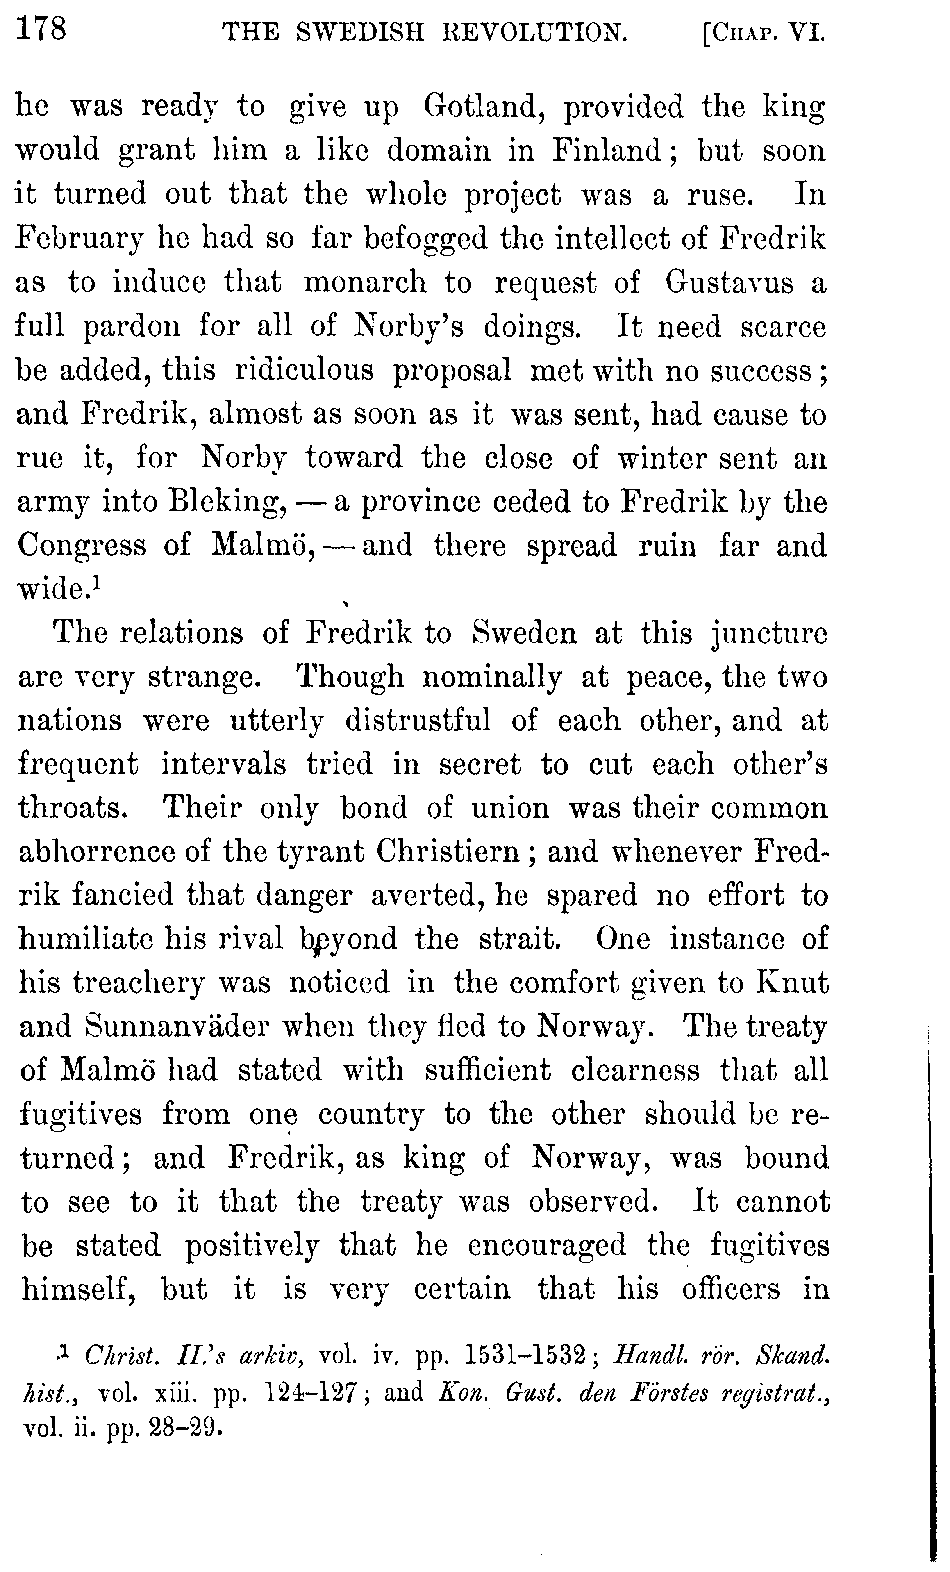 178 THE SWEDISH REVOLUTION. [CHAP. VI.
he was ready to give up Gotland, provided the king
would grant him a like domain in Finland; but soon
it turned out that the whole project was a ruse. In
February he had so far befogged the intellect of Fredrik
as to induce that monarch to request of Gustavus a
full pardon for all of Norby's doings. It need scarce
be added, this ridiculous proposal met with no success;
and Fredrik, almost as soon as it was sent, had cause to
rue it, for Norby toward the close of winter sent an
army into Bleking, — a province ceded to Fredrik by the
Congress of Malmö, — and there spread ruin far and
wide.¹
The relations of Fredrik to Sweden at this juncture
are very strange. Though nominally at peace, the two
nations were utterly distrustful of each other, and at
frequent intervals tried in secret to cut each other's
throats. Their only bond of union was their common
abhorrence of the tyrant Christiern; and whenever Fred-
rik fancied that danger averted, he spared no effort to
humiliate his rival beyond the strait. One instance of
his treachery was noticed in the comfort given to Knut
and Sunnanväder when they fled to Norway. The treaty
of Malmö had stated with sufficient clearness that all
fugitives from one country to the other should be re-
turned; and Fredrik, as king of Norway, was bound
to see to it that the treaty was observed. It cannot
be stated positively that he encouraged the fugitives
himself, but it is very certain that his officers in
¹ Christ. II.'s arkiv, vol. iv. pp. 1531–1532; Handl. rör. Skand.
hist., vol. xiii. pp. 124–127; and Kon. Gust. den Förstes registrat.,
vol. ii. pp. 28–29.